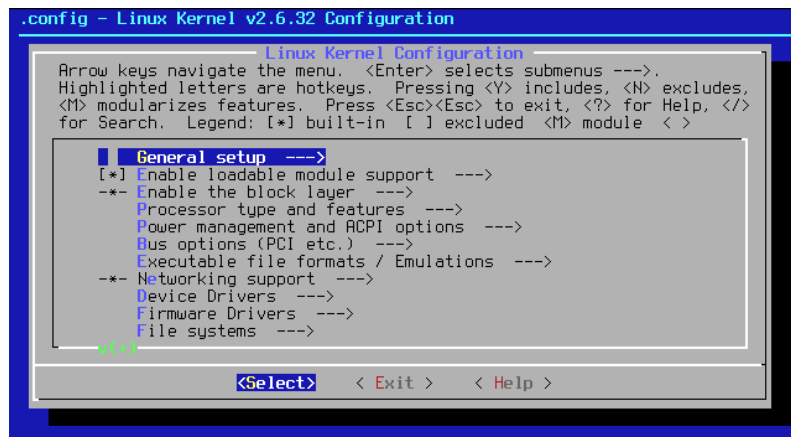 .config - Linux Kernel v2.6.32 Configuration
Linux Kernel Configuration
Arrow keys navigate the menu.  <Enter> selects submenus --->.
Highlighted letters are hotkeys.  Pressing <Y> includes, <N> excludes,
<M> modularizes features.  Press <Esc><Esc> to exit, <?> for Help, </>
for Search.  Legend: [*] built-in  [ ] excluded  <M> module  < >
General setup  --->
[*] Enable loadable module support  --->
-*- Enable the block layer  --->
Processor type and features  --->
Power management and ACPI options  --->
Bus options (PCI etc.)  --->
Executable file formats / Emulations  --->
-*- Networking support  --->
Device Drivers  --->
Firmware Drivers  --->
File systems  --->
v(+)
<Select>    < Exit >    < Help >